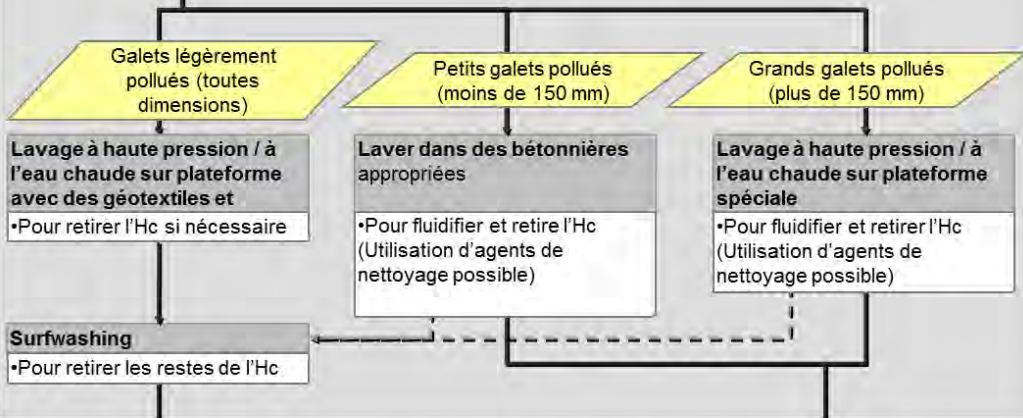 Galets légèrement
pollués (toutes
dimensions)
Petits galets pollués
(moins de 150 mm)
Grands galets pollués
(plus de 150 mm)
Lavage à haute pression / à
l'eau chaude sur plateforme
avec des géotextiles et
•Pour retirer l'Hc si nécessaire
Laver dans des bétonnières
appropriées
•Pour fluidifier et retire l'Hc
(Utilisation d'agents de
nettoyage possible)
Lavage à haute pression / à
l'eau chaude sur plateforme
spéciale
•Pour fluidifier et retirer l'Hc
(Utilisation d'agents de
nettoyage possible)
Surfwashing
•Pour retirer les restes de l'Hc